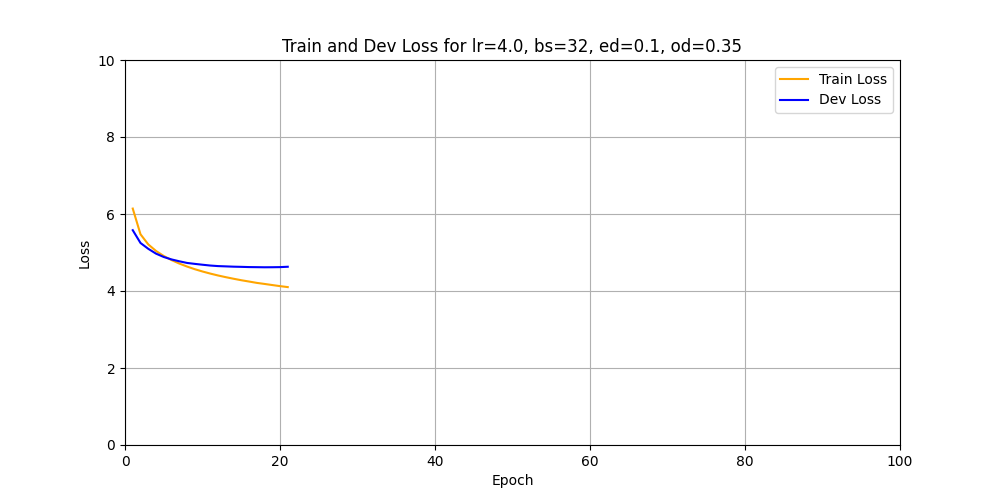 Train and Dev Loss for lr=4.0, bs=32, ed=0.1, od=0.35
Train Loss
Dev Loss
Loss
10
8
6
4
2
0
0 20 40 60 80 100
Epoch